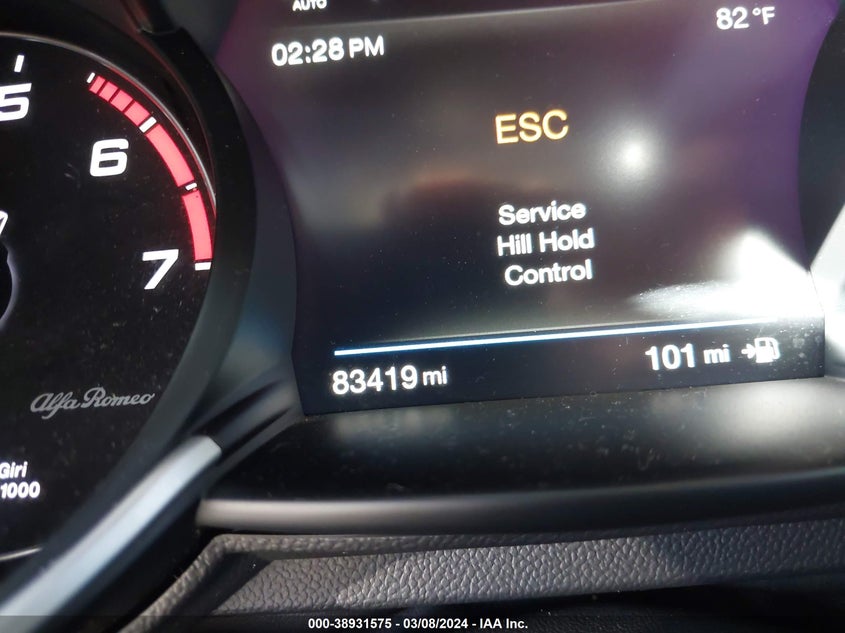 AUTO
02:28 PM
82°F
ESC
Service
Hill Hold
Control
83419 mi
101 mi
5
6
7
Alfa Romeo
Giri
1000
000-38931575 - 03/08/2024 - IAA Inc.